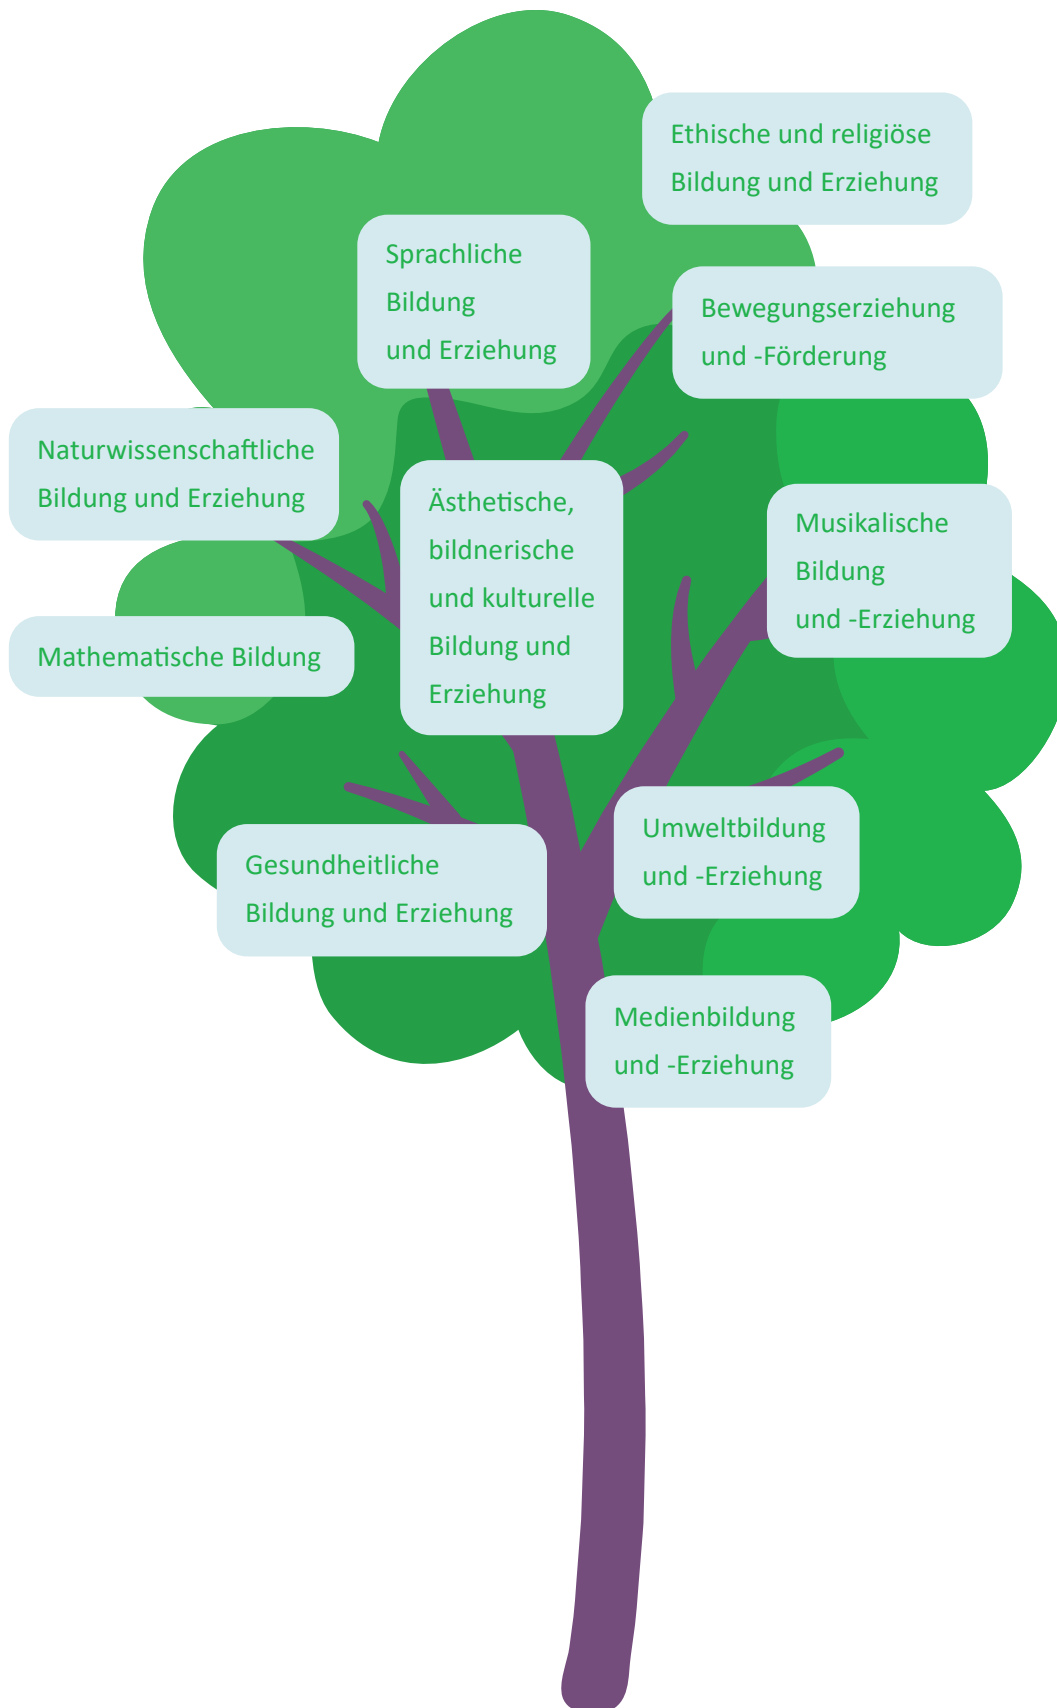 Ethische und religiöse
Bildung und Erziehung
Sprachliche
Bildung
und Erziehung
Bewegungserziehung
und -Förderung
Naturwissenschaftliche
Bildung und Erziehung
Ästhetische,
bildnerische
und kulturelle
Bildung und
Erziehung
Musikalische
Bildung
und -Erziehung
Mathematische Bildung
Umweltbildung
und -Erziehung
Gesundheitliche
Bildung und Erziehung
Medienbildung
und -Erziehung